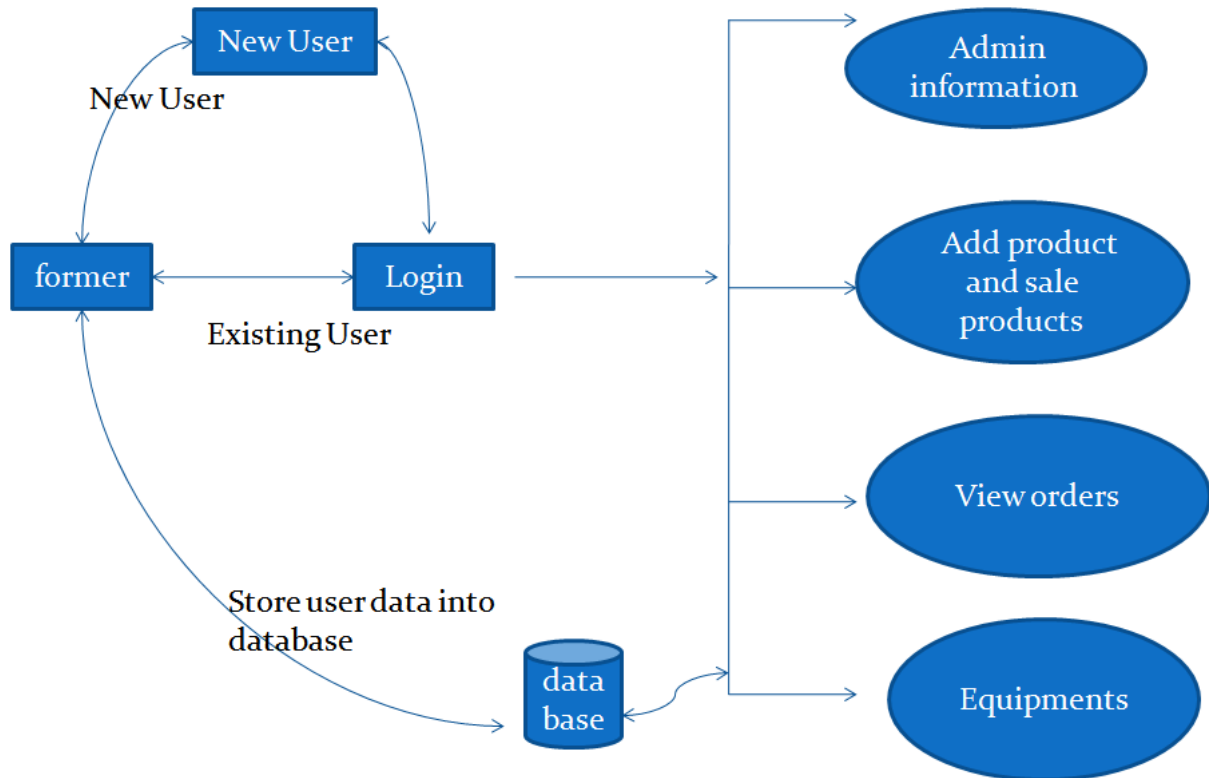 New User
New User
former
Login
Existing User
Store user data into
database
data
base
Admin
information
Add product
and sale
products
View orders
Equipments